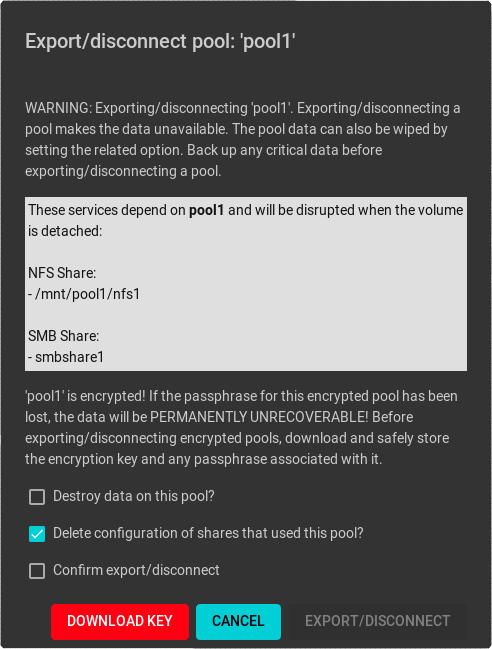 Export/disconnect pool: 'pool1'
WARNING: Exporting/disconnecting 'pool1'. Exporting/disconnecting a
pool makes the data unavailable. The pool data can also be wiped by
setting the related option. Back up any critical data before
exporting/disconnecting a pool.
These services depend on pool1 and will be disrupted when the volume
is detached:
NFS Share:
- /mnt/pool1/nfs1
SMB Share:
- smbshare1
'pool1' is encrypted! If the passphrase for this encrypted pool has been
lost, the data will be PERMANENTLY UNRECOVERABLE! Before
exporting/disconnecting encrypted pools, download and safely store
the encryption key and any passphrase associated with it.
Destroy data on this pool?
Delete configuration of shares that used this pool?
Confirm export/disconnect
DOWNLOAD KEY CANCEL EXPORT/DISCONNECT